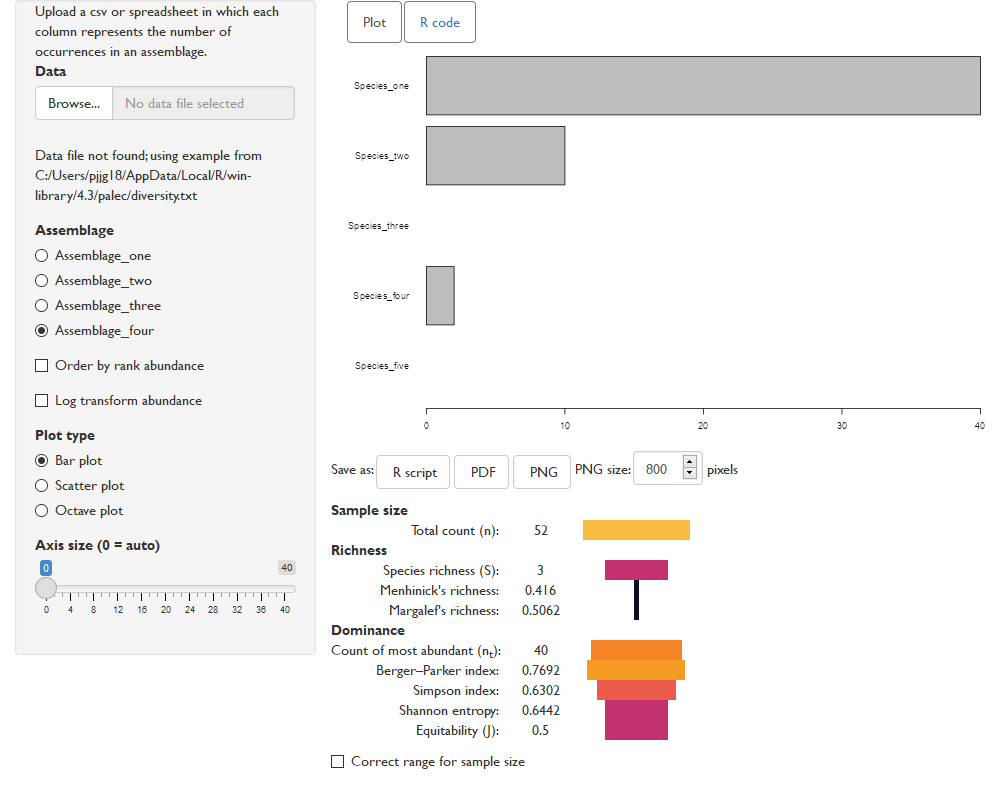 Upload a csv or spreadsheet in which each
column represents the number of
occurrences in an assemblage.
Data
Browse... No data file selected
Data file not found; using example from
C:/Users/pjjg18/AppData/Local/R/win-
library/4.3/palec/diversity.txt
Assemblage
Assemblage_one
Assemblage_two
Assemblage_three
Assemblage_four
Order by rank abundance
Log transform abundance
Plot type
Bar plot
Scatter plot
Octave plot
Axis size (0 = auto)
0 40
0 4 8 12 16 20 24 28 32 36 40
Plot R code
Species_one
Species_two
Species_three
Species_four
Species_five
0 10 20 30 40
Save as: R script PDF PNG PNG size: 800 pixels
Sample size
Total count (n): 52
Richness
Species richness (S): 3
Menhinick's richness: 0.416
Margalef's richness: 0.5062
Dominance
Count of most abundant (nt): 40
Berger–Parker index: 0.7692
Simpson index: 0.6302
Shannon entropy: 0.6442
Equitability (J): 0.5
Correct range for sample size